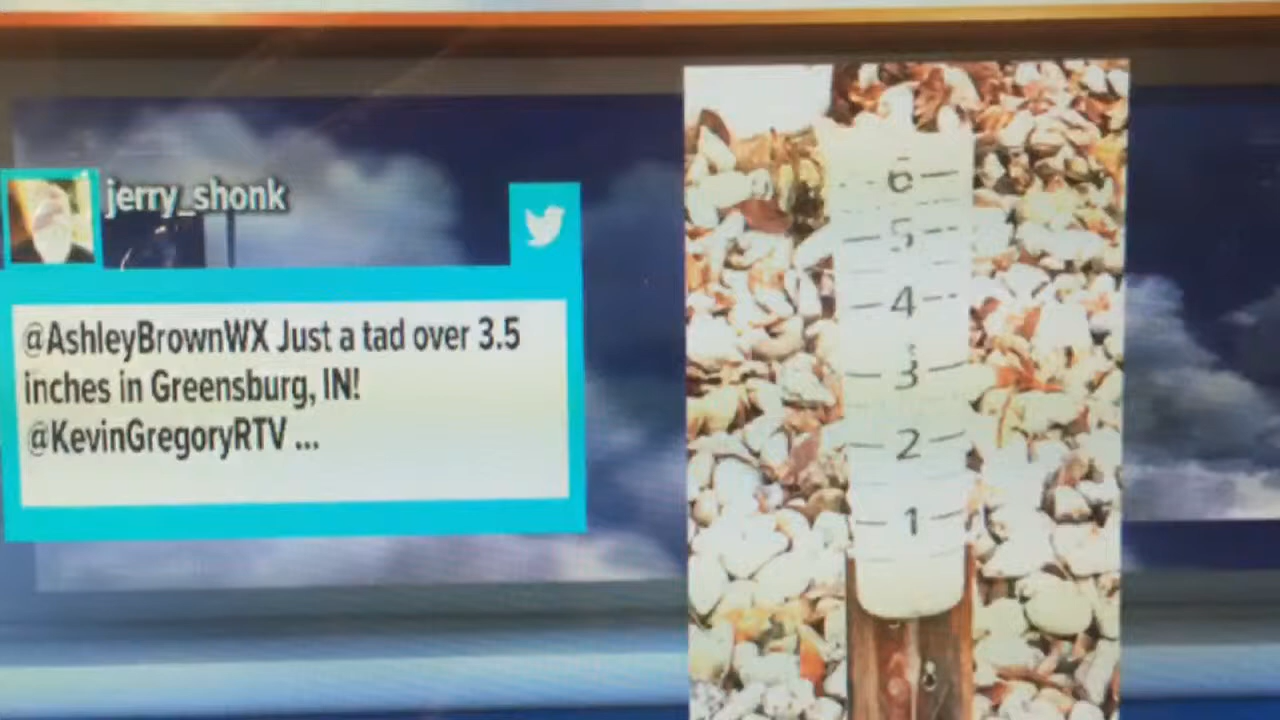 jerry_shonk
@AshleyBrownWX Just a tad over 3.5
inches in Greensburg, IN!
@KevinGregoryRTV ...
6
5
4
3
2
1